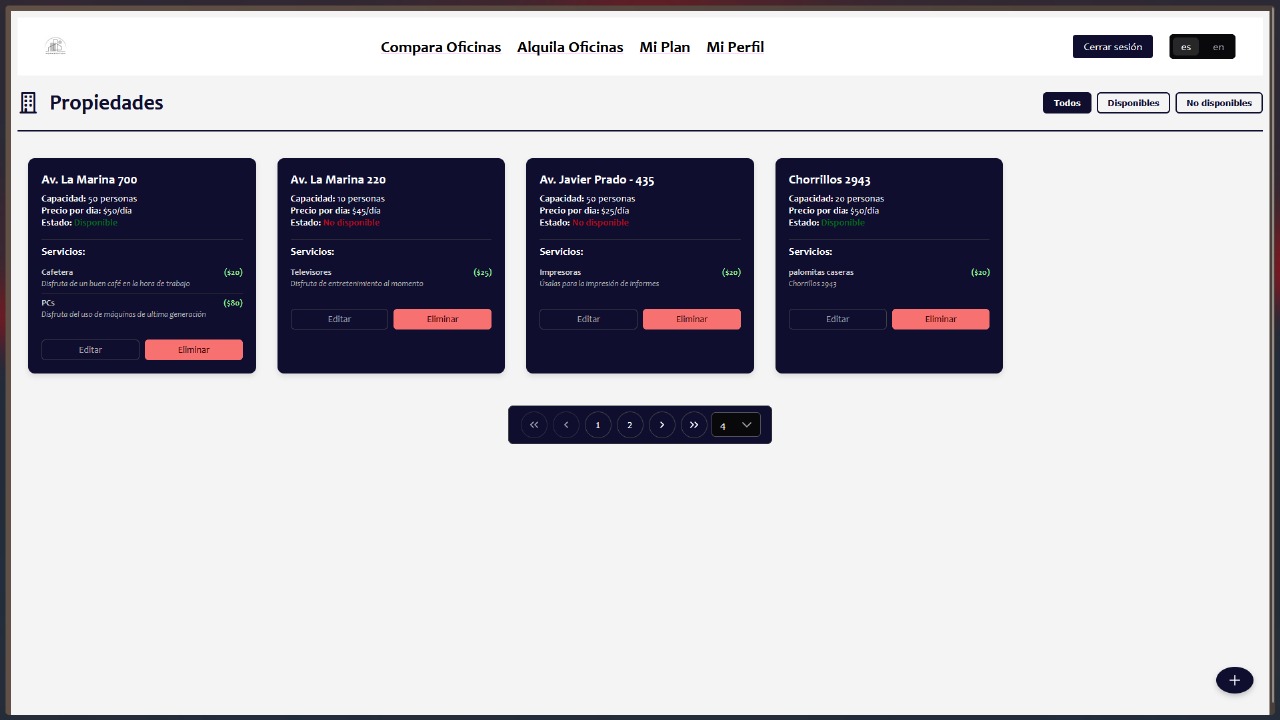 Compara Oficinas Alquila Oficinas Mi Plan Mi Perfil Cerrar sesión es en
Propiedades Todos Disponibles No disponibles
Av. La Marina 700
Capacidad: 50 personas
Precio por dia: $50/día
Estado: Disponible
Servicios:
Cafetera ($20)
Disfruta de un buen café en la hora de trabajo
PCs ($80)
Disfruta del uso de máquinas de ultima generación
Editar Eliminar
Av. La Marina 220
Capacidad: 10 personas
Precio por dia: $45/día
Estado: No disponible
Servicios:
Televisores ($25)
Disfruta de entretenimiento al momento
Editar Eliminar
Av. Javier Prado - 435
Capacidad: 50 personas
Precio por dia: $25/día
Estado: No disponible
Servicios:
Impresoras ($20)
Úsalas para la impresión de informes
Editar Eliminar
Chorrillos 2943
Capacidad: 20 personas
Precio por dia: $50/día
Estado: Disponible
Servicios:
palomitas caseras ($20)
Chorrillos 2943
Editar Eliminar
1 2 4